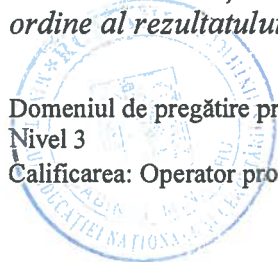 ordine al rezultatului
Domeniul de pregătire pr
Nivel 3
Calificarea: Operator pro